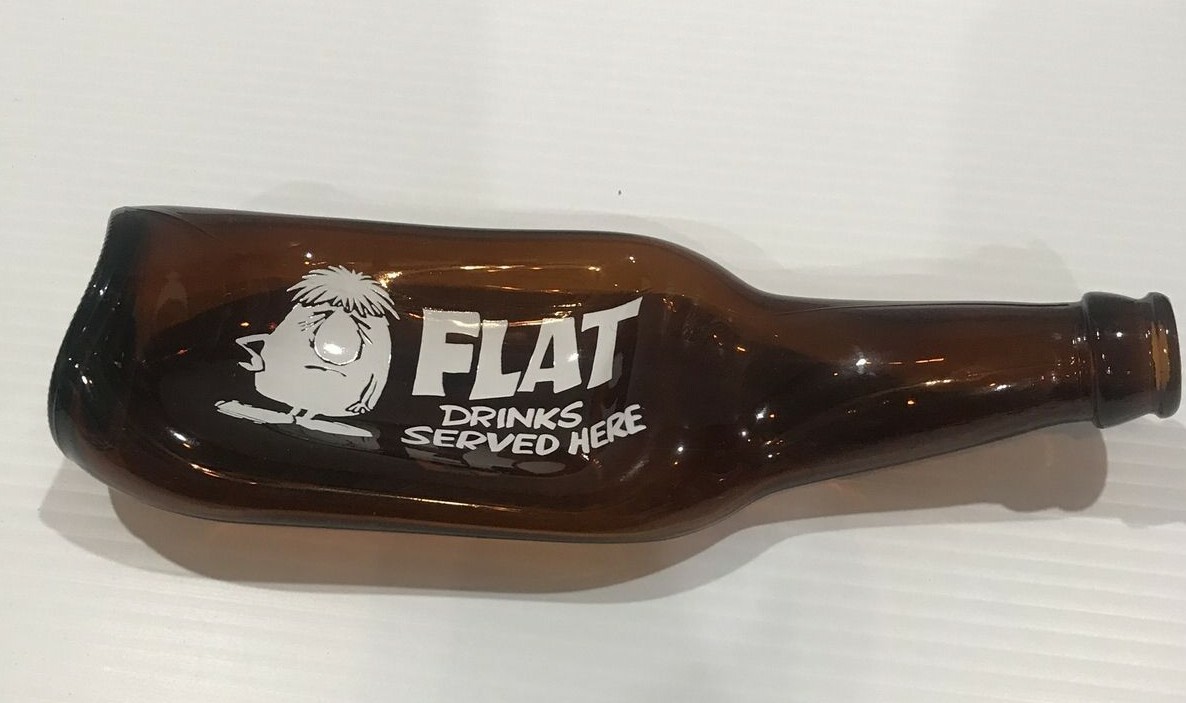 FLAT
DRINKS
SERVED HERE